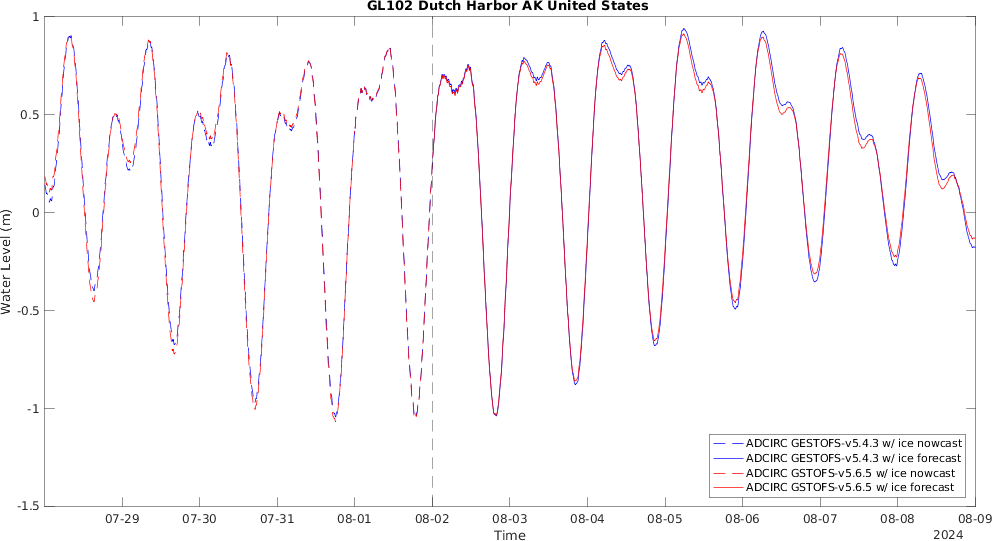 GL102 Dutch Harbor AK United States
Water Level (m)
1
0.5
0
-0.5
-1
-1.5
07-29 07-30 07-31 08-01 08-02 08-03 08-04 08-05 08-06 08-07 08-08 08-09
Time
2024
ADCIRC GESTOFS-v5.4.3 w/ ice nowcast
ADCIRC GESTOFS-v5.4.3 w/ ice forecast
ADCIRC GSTOFS-v5.6.5 w/ ice nowcast
ADCIRC GSTOFS-v5.6.5 w/ ice forecast